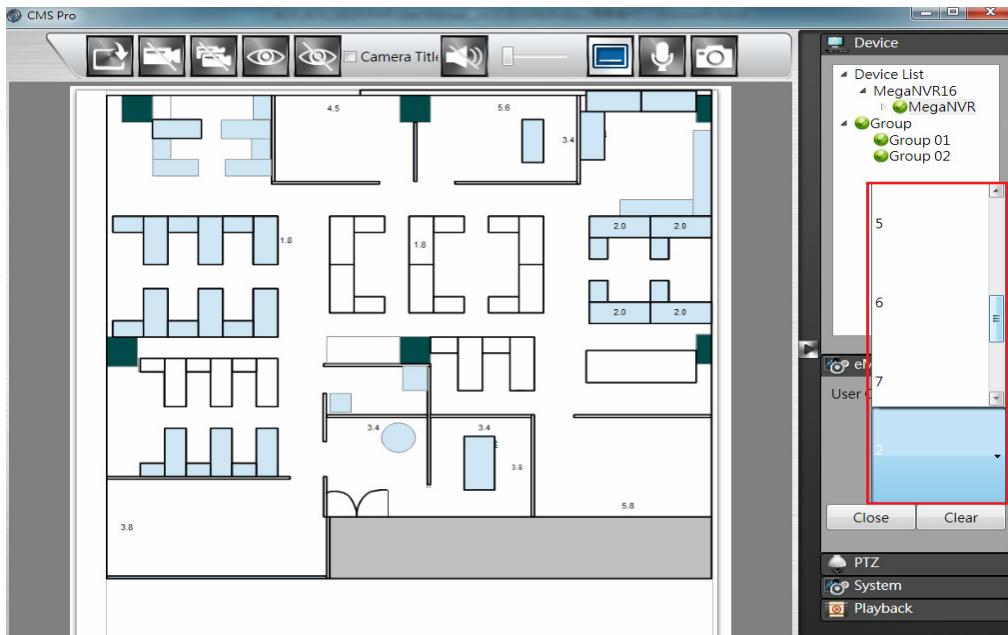 CMS Pro
Camera Title
Device
Device List
MegaNVR16
MegaNVR
Group
Group 01
Group 02
4.5
5.6
3.4
1.8
1.8
2.0
2.0
2.0
2.0
3.4
3.4
3.8
5.8
3.8
5
6
7
User
2
Close
Clear
PTZ
System
Playback